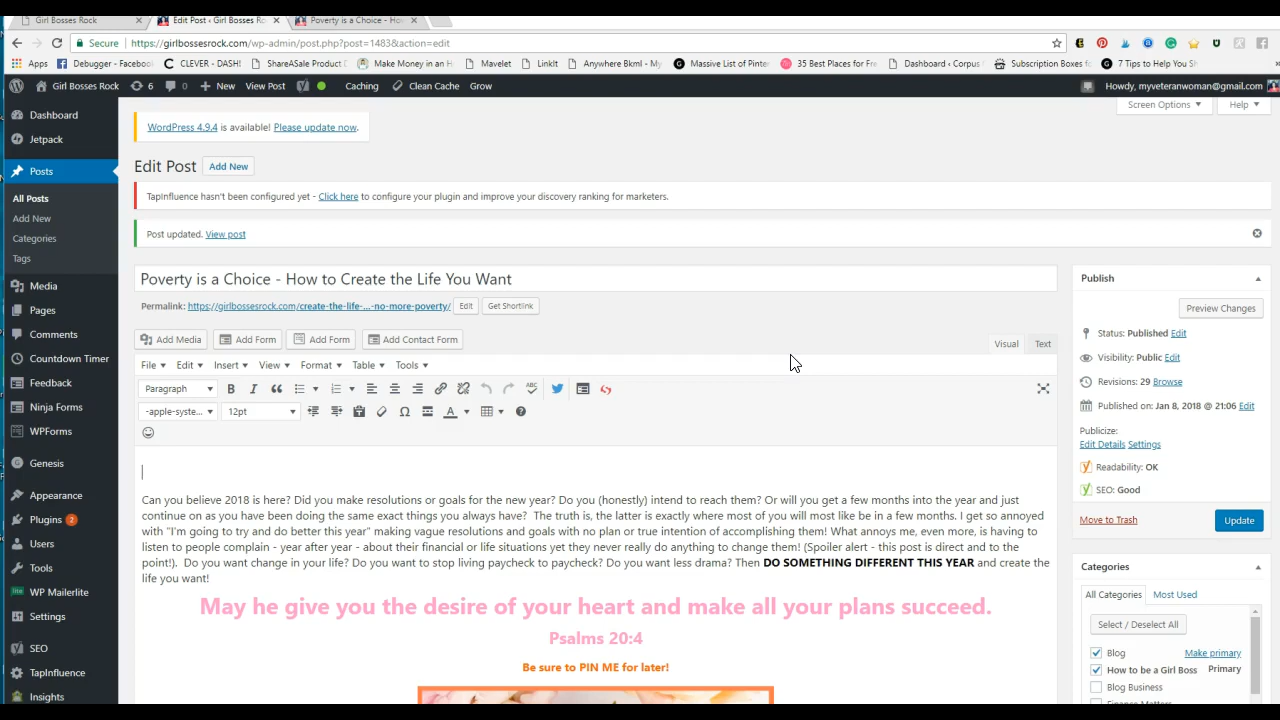 Girl Bosses Rock
Edit Post ‹ Girl Bosses Rock
Poverty is a Choice - How
Secure https://girlbossesrock.com/wp-admin/post.php?post=1483&action=edit
Apps Debugger - Facebook CLEVER - DASH! ShareASale Product D Make Money in an H Mavelet LinkIt Anywhere Bkml - My Massive List of Pinter 35 Best Places for Fre Dashboard ‹ Corpus Subscription Boxes fo 7 Tips to Help You Sh
Girl Bosses Rock 6 New View Post Caching Clean Cache Grow Howdy, myveteranwoman@gmail.com
Screen Options Help
Dashboard
Jetpack
Posts
All Posts
Add New
Categories
Tags
Media
Pages
Comments
Countdown Timer
Feedback
Ninja Forms
WPForms
Genesis
Appearance
Plugins 2
Users
Tools
WP Mailerlite
Settings
SEO
TapInfluence
Insights
WordPress 4.9.4 is available! Please update now.
Edit Post Add New
TapInfluence hasn't been configured yet - Click here to configure your plugin and improve your discovery ranking for marketers.
Post updated. View post
Poverty is a Choice - How to Create the Life You Want
Permalink: https://girlbossesrock.com/create-the-life-...-no-more-poverty/ Edit Get Shortlink
Add Media Add Form Add Form Add Contact Form
Visual Text
File Edit Insert View Format Table Tools
Paragraph
-apple-syste... 12pt
Can you believe 2018 is here? Did you make resolutions or goals for the new year? Do you (honestly) intend to reach them? Or will you get a few months into the year and just
continue on as you have been doing the same exact things you always have? The truth is, the latter is exactly where most of you will most like be in a few months. I get so annoyed
with "I'm going to try and do better this year" making vague resolutions and goals with no plan or true intention of accomplishing them! What annoys me, even more, is having to
listen to people complain - year after year - about their financial or life situations yet they never really do anything to change them! (Spoiler alert - this post is direct and to the
point!). Do you want change in your life? Do you want to stop living paycheck to paycheck? Do you want less drama? Then DO SOMETHING DIFFERENT THIS YEAR and create the
life you want!
May he give you the desire of your heart and make all your plans succeed.
Psalms 20:4
Be sure to PIN ME for later!
Publish
Preview Changes
Status: Published Edit
Visibility: Public Edit
Revisions: 29 Browse
Published on: Jan 8, 2018 @ 21:06 Edit
Publicize:
Edit Details Settings
Readability: OK
SEO: Good
Move to Trash Update
Categories
All Categories Most Used
Select / Deselect All
Blog Make primary
How to be a Girl Boss Primary
Blog Business